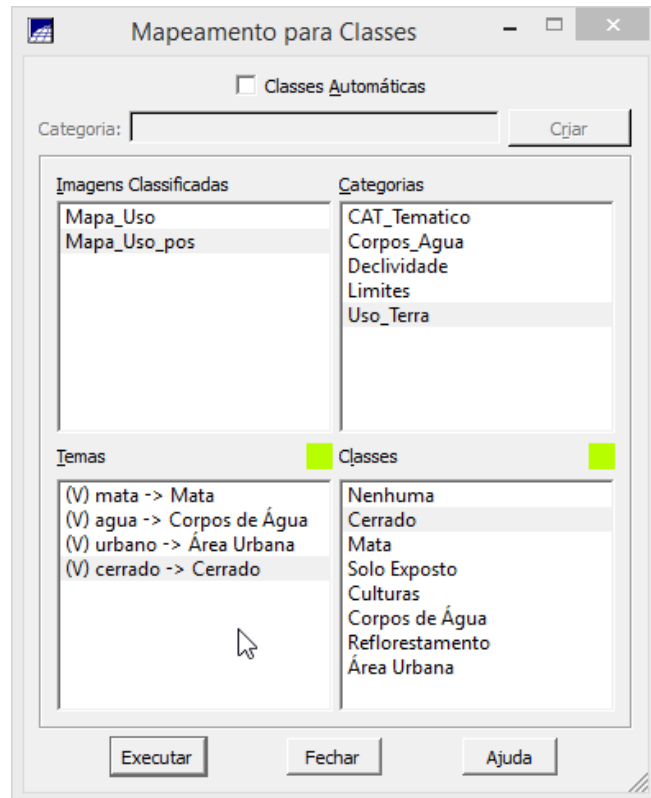 Mapeamento para Classes
Classes Automáticas
Categoria:
Criar
Imagens Classificadas
Mapa_Uso
Mapa_Uso_pos
Categorias
CAT_Tematico
Corpos_Agua
Declividade
Limites
Uso_Terra
Temas
(V) mata -> Mata
(V) agua -> Corpos de Água
(V) urbano -> Área Urbana
(V) cerrado -> Cerrado
Classes
Nenhuma
Cerrado
Mata
Solo Exposto
Culturas
Corpos de Água
Reflorestamento
Área Urbana
Executar
Fechar
Ajuda